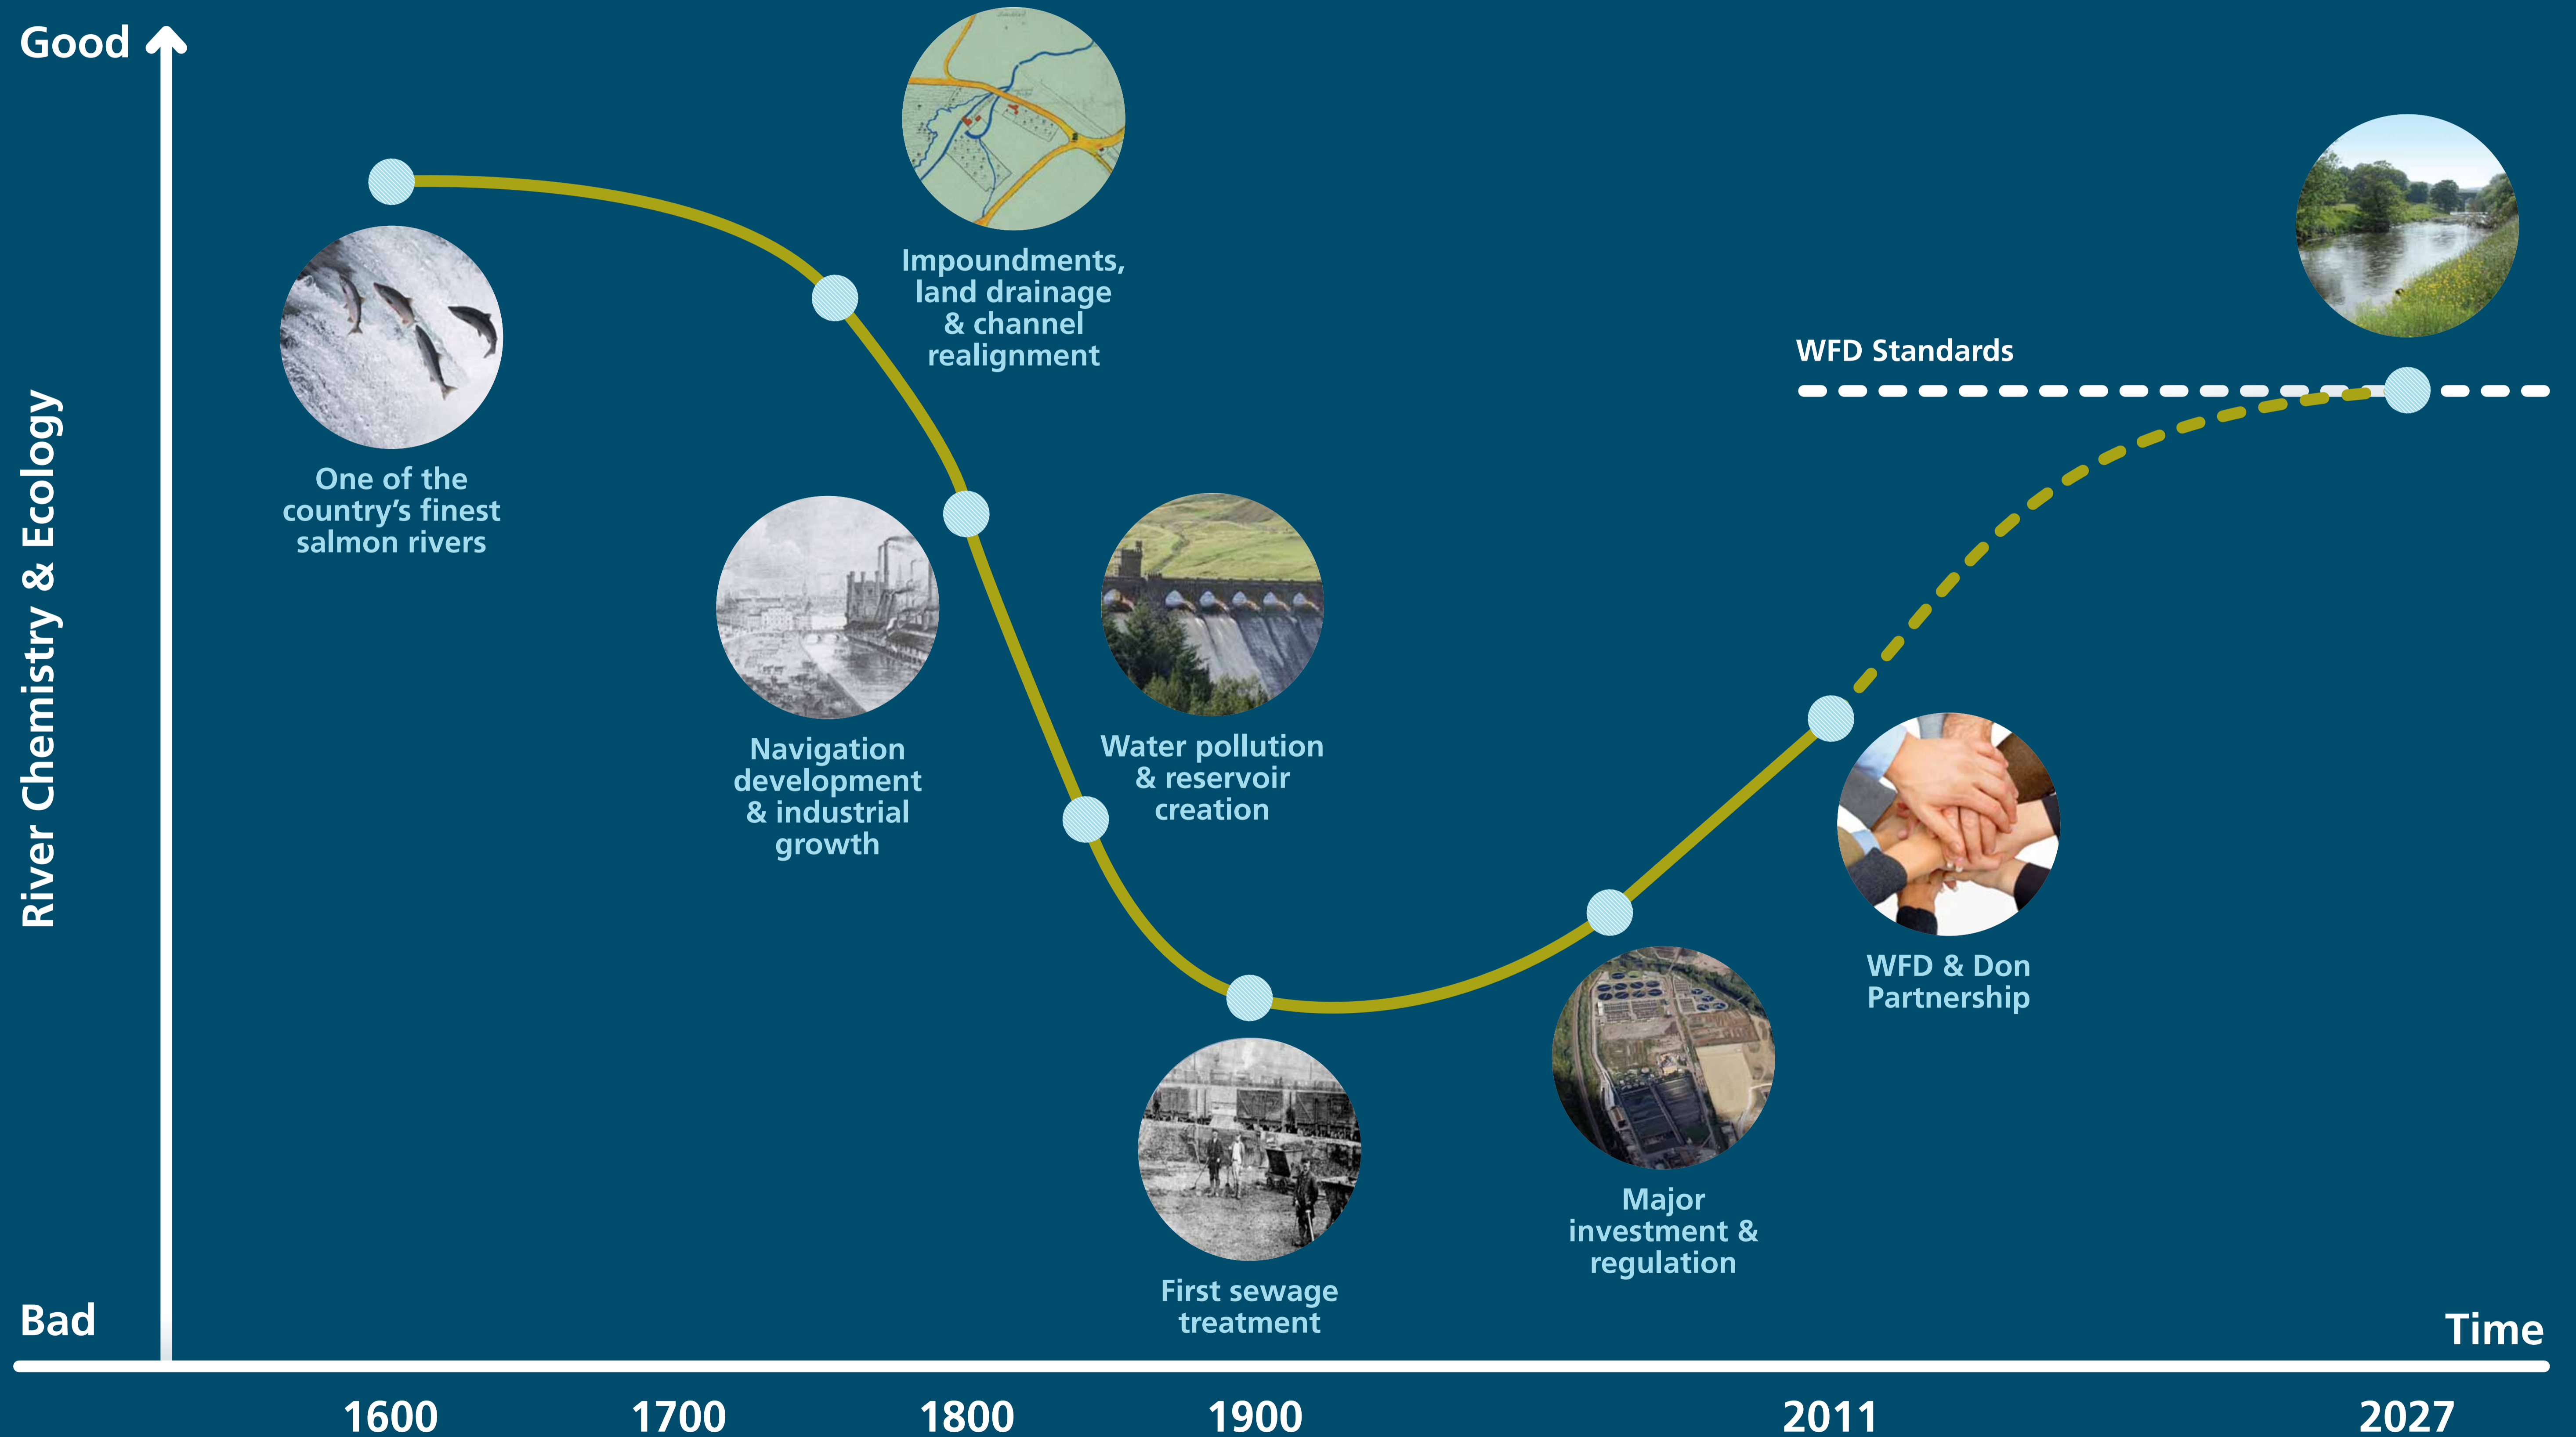 Good
Impoundments,
land drainage
& channel
realignment
WFD Standards
One of the
country’s finest
salmon rivers
River Chemistry & Ecology
Navigation
development
& industrial
growth
Water pollution
& reservoir
creation
WFD & Don
Partnership
Major
investment &
regulation
First sewage
treatment
Bad
Time
1600
1700
1800
1900
2011
2027